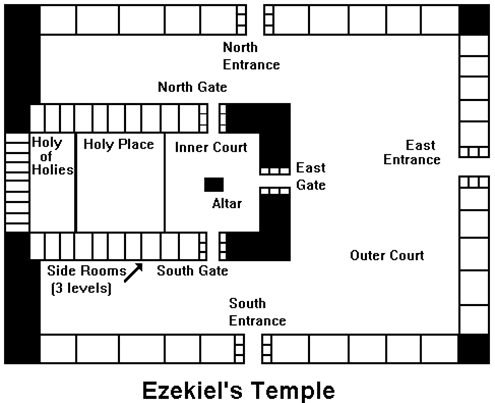 North
Entrance
North Gate
Holy
of
Holies
Holy Place
Inner Court
East
Entrance
East
Gate
Altar
Outer Court
Side Rooms
(3 levels)
South Gate
South
Entrance
Ezekiel's Temple